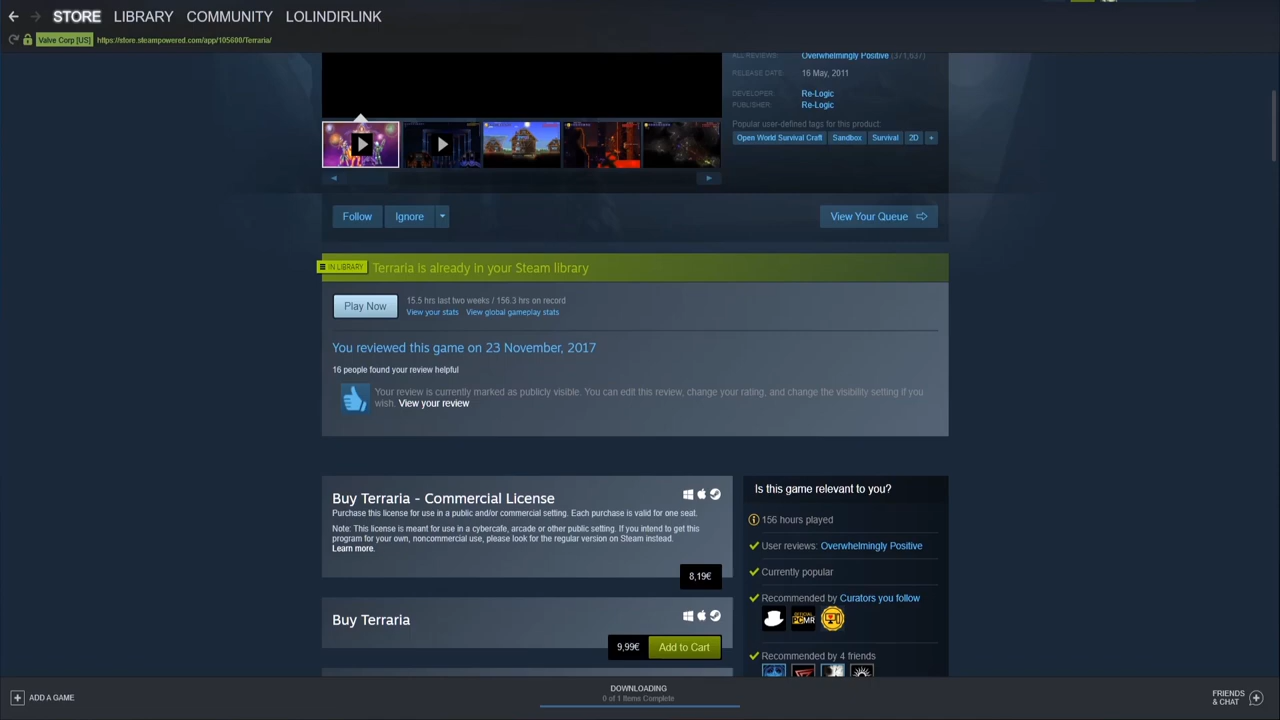 STORE LIBRARY COMMUNITY LOLINDIRLINK
Valve Corp [US] https://store.steampowered.com/app/105600/Terraria/
ALL REVIEWS: Overwhelmingly Positive (371,637)
RELEASE DATE: 16 May, 2011
DEVELOPER: Re-Logic
PUBLISHER: Re-Logic
Popular user-defined tags for this product:
Open World Survival Craft Sandbox Survival 2D +
Follow Ignore View Your Queue
IN LIBRARY Terraria is already in your Steam library
Play Now
15.5 hrs last two weeks / 156.3 hrs on record
View your stats View global gameplay stats
You reviewed this game on 23 November, 2017
16 people found your review helpful
Your review is currently marked as publicly visible. You can edit this review, change your rating, and change the visibility setting if you
wish. View your review
Buy Terraria - Commercial License
Purchase this license for use in a public and/or commercial setting. Each purchase is valid for one seat.
Note: This license is meant for use in a cybercafe, arcade or other public setting. If you intend to get this
program for your own, noncommercial use, please look for the regular version on Steam instead.
Learn more.
8,19€
Buy Terraria
9,99€ Add to Cart
Is this game relevant to you?
156 hours played
User reviews: Overwhelmingly Positive
Currently popular
Recommended by Curators you follow
OFFICIAL
PCMR
Recommended by 4 friends
+ ADD A GAME
DOWNLOADING
0 of 1 Items Complete
FRIENDS
& CHAT